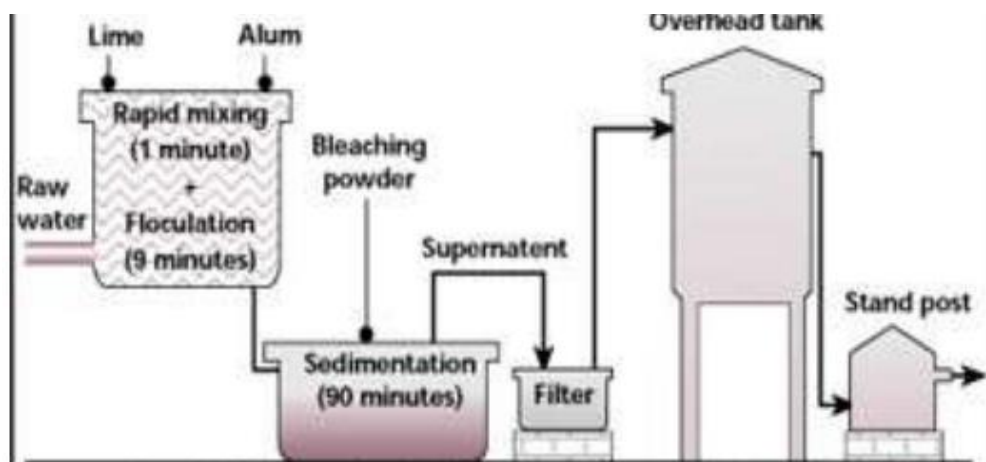 Lime
Alum
Rapid mixing
(1 minute)
+
Floculation
(9 minutes)
Raw
water
Bleaching
powder
Sedimentation
(90 minutes)
Supernatent
Filter
Overhead tank
Stand post